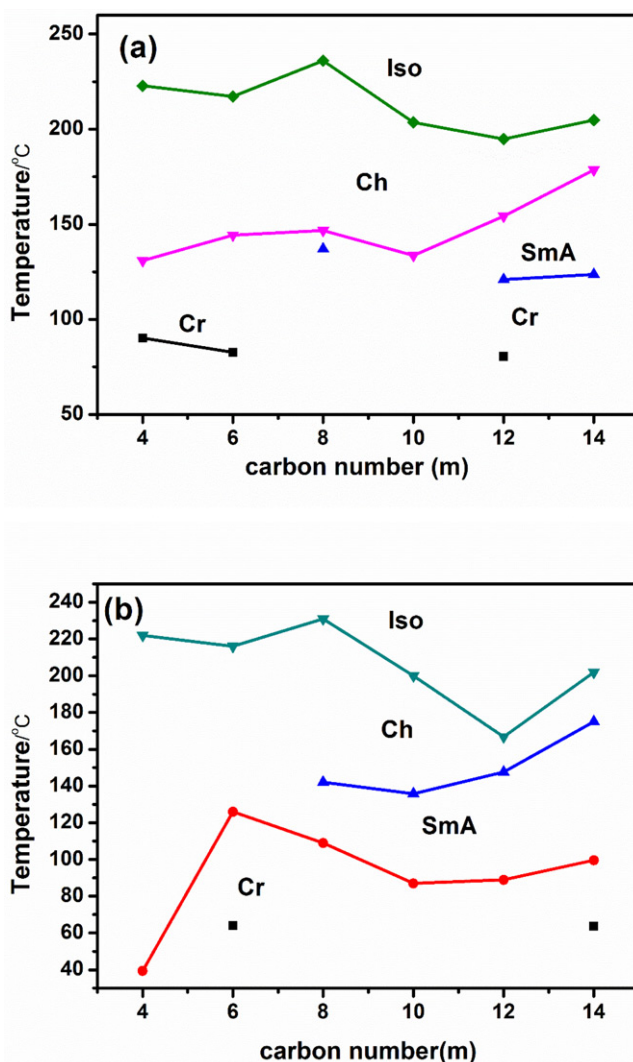 (a)
Iso
Ch
SmA
Cr
Cr
250
200
150
100
50
Temperature/°C
4 6 8 10 12 14
carbon number (m)
(b)
Iso
Ch
SmA
Cr
240
220
200
180
160
140
120
100
80
60
40
Temperature/°C
4 6 8 10 12 14
carbon number(m)